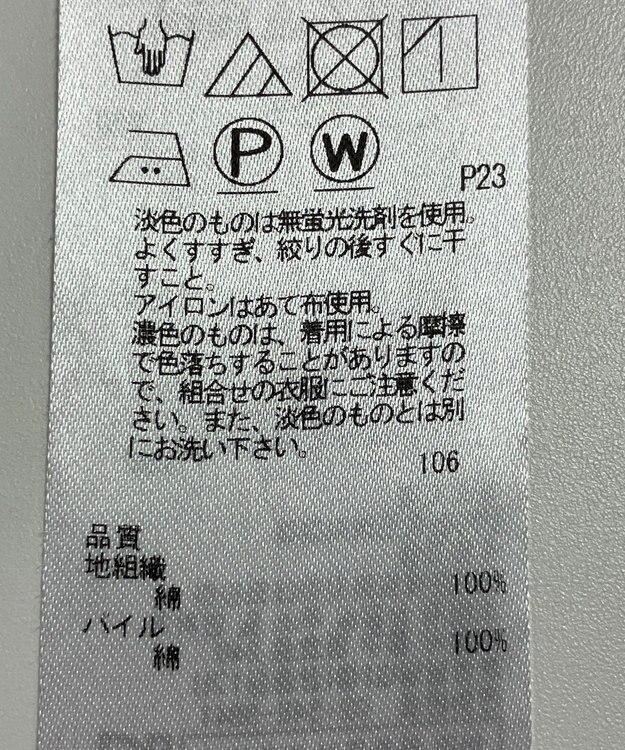 P W
P23
淡色のものは無蛍光洗剤を使用。
よくすすぎ、絞りの後すぐに干
すこと。
アイロンはあて布使用。
濃色のものは、着用による摩擦
で色落ちすることがありますの
で、組合せの衣服にご注意くだ
さい。また、淡色のものとは別
にお洗い下さい。
106
品質
地組織
綿 100%
パイル
綿 100%